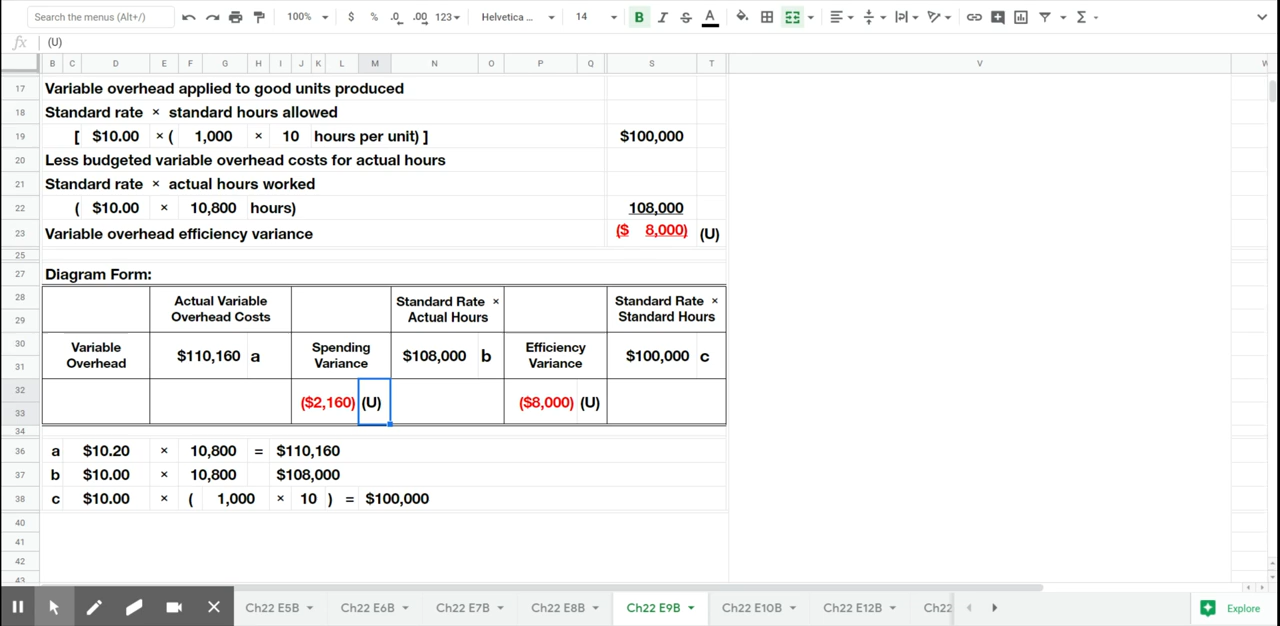 Search the menus (Alt+/) 100% $ % .0 .00 123 Helvetica ... 14 B I S A Σ
fx (U)
B C D E F G H I J K L M N O P Q S T V W
17 Variable overhead applied to good units produced
18 Standard rate × standard hours allowed
19 [ $10.00 × ( 1,000 × 10 hours per unit) ] $100,000
20 Less budgeted variable overhead costs for actual hours
21 Standard rate × actual hours worked
22 ( $10.00 × 10,800 hours) 108,000
23 Variable overhead efficiency variance ($ 8,000) (U)
25
27 Diagram Form:
28 Actual Variable Standard Rate × Standard Rate ×
29 Overhead Costs Actual Hours Standard Hours
30 Variable $110,160 a Spending $108,000 b Efficiency $100,000 c
31 Overhead Variance Variance
32 ($2,160) (U) ($8,000) (U)
33
34
36 a $10.20 × 10,800 = $110,160
37 b $10.00 × 10,800 $108,000
38 c $10.00 × ( 1,000 × 10 ) = $100,000
40
41
42
43
Ch22 E5B Ch22 E6B Ch22 E7B Ch22 E8B Ch22 E9B Ch22 E10B Ch22 E12B Ch22 Explore